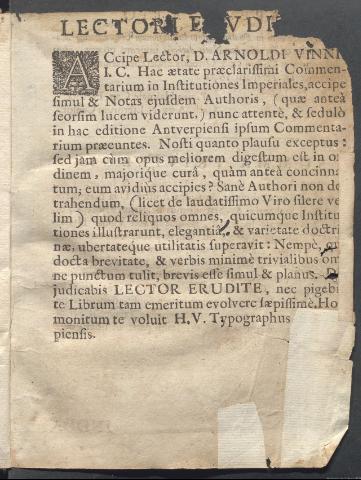 LECTORI E VDI
ACcipe Lector, D. ARNOLDI VINNI
I. C. Hac ætate præclarissimi Commen-
tarium in Institutiones Imperiales, accipe
simul & Notas ejusdem Authoris, (quæ anteà
seorsim lucem viderunt,) nunc attentè, & sedulò
in hac editione Antverpiensi ipsum Commenta-
rium præeuntes. Nosti quanto plausu exceptus:
sed jam cùm opus meliorem digestum est in o
dinem, majorique curâ, quàm anteà concinna
tum; eum avidiùs accipes? Sanè Authori non de
trahendum, (licet de laudatissimo Viro silere ve
lim) quod reliquos omnes, quicumque Institu
tiones illustrarunt, elegantiâ, & varietate doctri
næ, ubertateque utilitatis superavit: Nempe,
docta brevitate, & verbis minimè trivialibus om
ne punctum tulit, brevis esse simul & planus.
judicabis LECTOR ERUDITE, nec pigebi
te Librum tam emeritum evolvere sæpissimè. Ho
monitum te voluit H. V. Typographus
piensis.